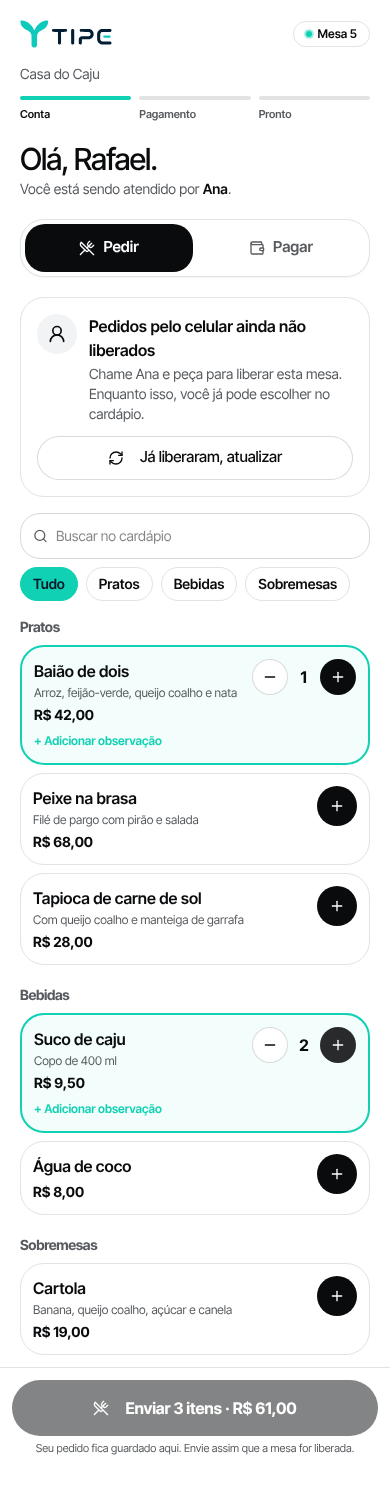 TIPE
Mesa 5
Casa do Caju
Conta
Pagamento
Pronto
Olá, Rafael.
Você está sendo atendido por Ana.
Pedir
Pagar
Pedidos pelo celular ainda não
liberados
Chame Ana e peça para liberar esta mesa.
Enquanto isso, você já pode escolher no
cardápio.
Já liberaram, atualizar
Buscar no cardápio
Tudo
Pratos
Bebidas
Sobremesas
Pratos
Baião de dois
Arroz, feijão-verde, queijo coalho e nata
R$ 42,00
+ Adicionar observação
− 1 +
Peixe na brasa
Filé de pargo com pirão e salada
R$ 68,00
+
Tapioca de carne de sol
Com queijo coalho e manteiga de garrafa
R$ 28,00
+
Bebidas
Suco de caju
Copo de 400 ml
R$ 9,50
+ Adicionar observação
− 2 +
Água de coco
R$ 8,00
+
Sobremesas
Cartola
Banana, queijo coalho, açúcar e canela
R$ 19,00
+
Enviar 3 itens · R$ 61,00
Seu pedido fica guardado aqui. Envie assim que a mesa for liberada.